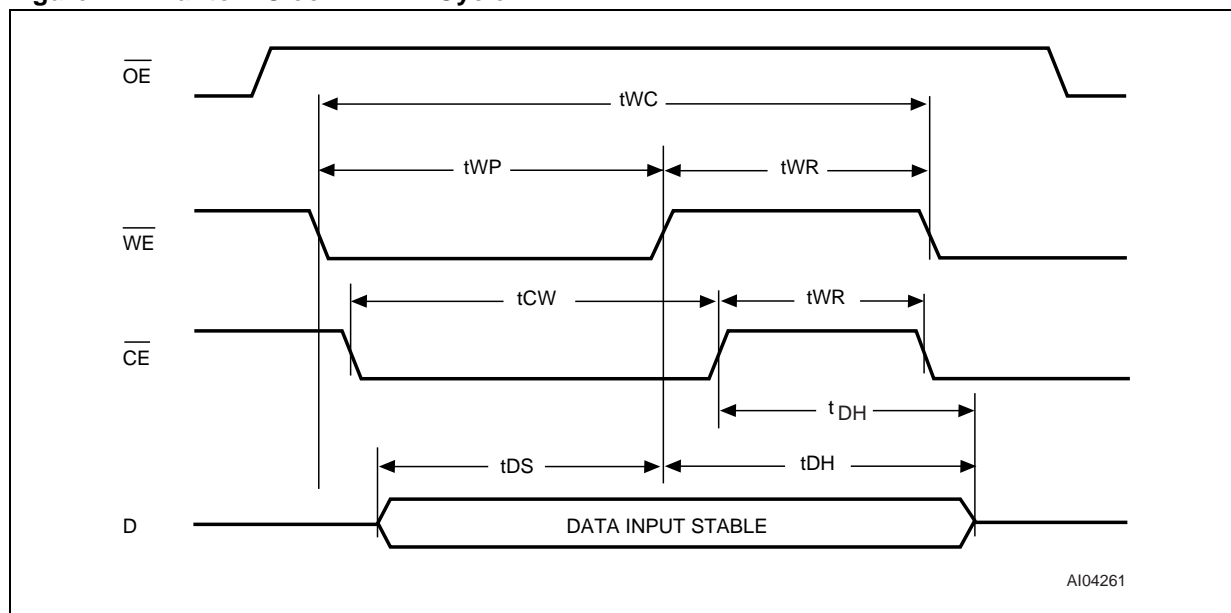 OE
tWC
tWP
tWR
WE
tCW
tWR
CE
t DH
tDS
tDH
D
DATA INPUT STABLE
AI04261